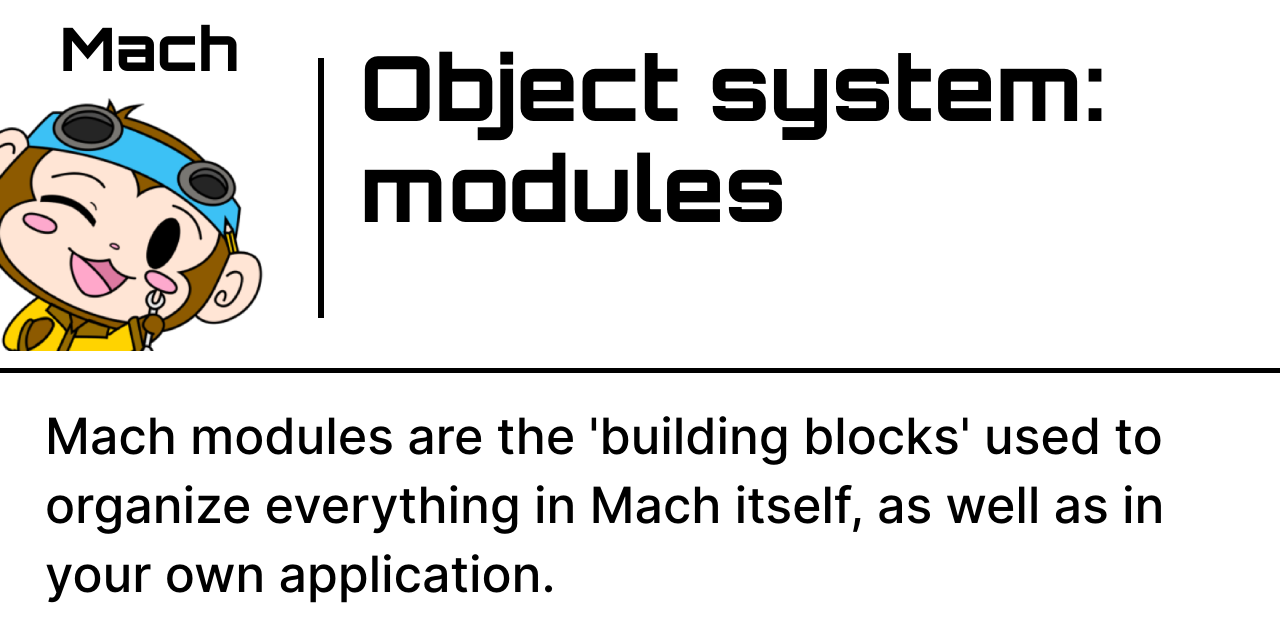 Mach
Object system:
modules
Mach modules are the 'building blocks' used to
organize everything in Mach itself, as well as in
your own application.